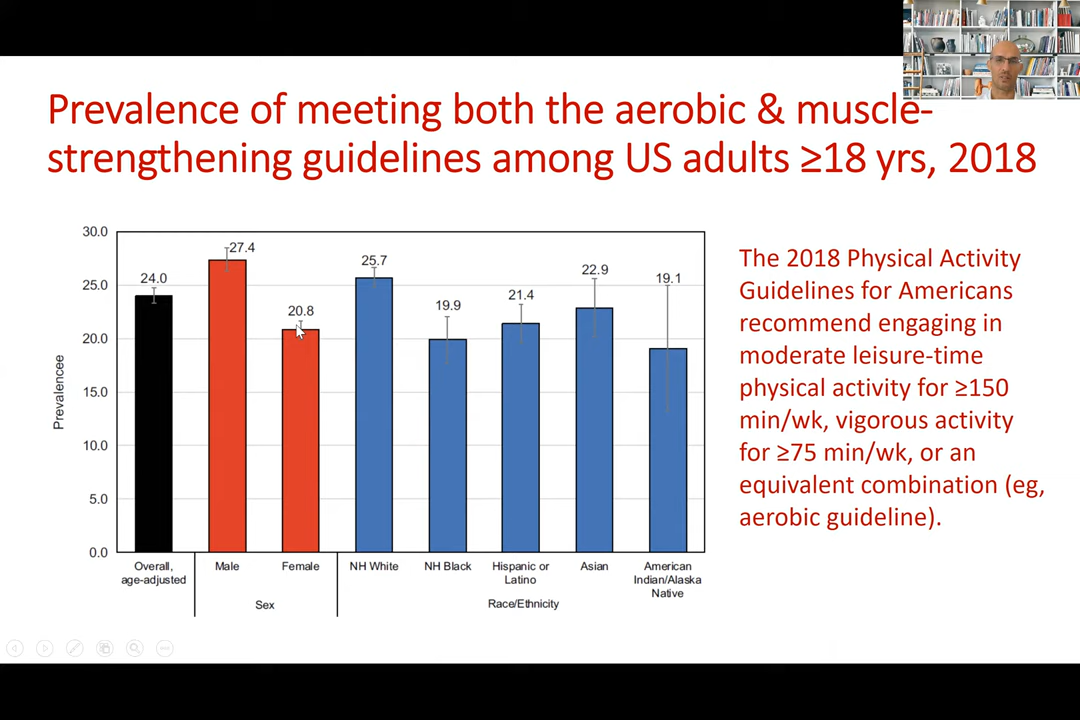 Prevalence of meeting both the aerobic & muscle-
strengthening guidelines among US adults ≥18 yrs, 2018
30.0
25.0
20.0
15.0
10.0
5.0
0.0
Prevalencee
24.0
27.4
20.8
25.7
19.9
21.4
22.9
19.1
Overall,
age-adjusted
Male
Female
NH White
NH Black
Hispanic or
Latino
Asian
American
Indian/Alaska
Native
Sex
Race/Ethnicity
The 2018 Physical Activity
Guidelines for Americans
recommend engaging in
moderate leisure-time
physical activity for ≥150
min/wk, vigorous activity
for ≥75 min/wk, or an
equivalent combination (eg,
aerobic guideline).